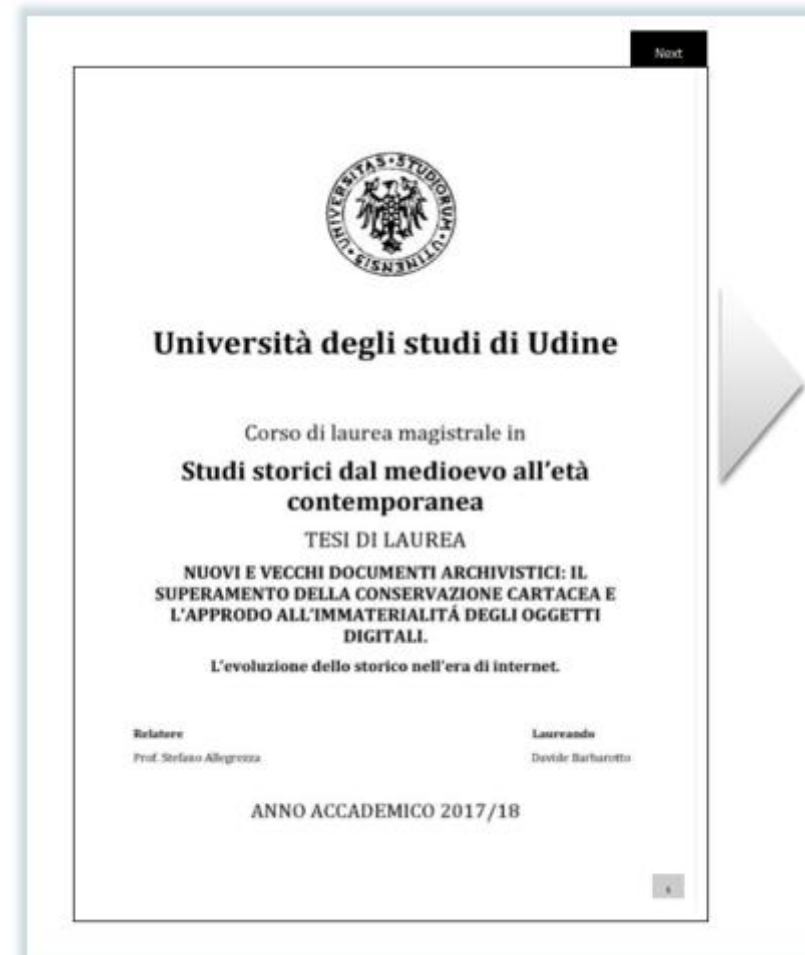 Next
UNIVERSITAS·STUDIORUM·UTINENSIS·
Università degli studi di Udine
Corso di laurea magistrale in
Studi storici dal medioevo all'età
contemporanea
TESI DI LAUREA
NUOVI E VECCHI DOCUMENTI ARCHIVISTICI: IL
SUPERAMENTO DELLA CONSERVAZIONE CARTACEA E
L'APPRODO ALL'IMMATERIALITÁ DEGLI OGGETTI
DIGITALI.
L'evoluzione dello storico nell'era di internet.
Relatore
Laureando
Prof. Stefano Allegrezza
Davide Barbarotto
ANNO ACCADEMICO 2017/18